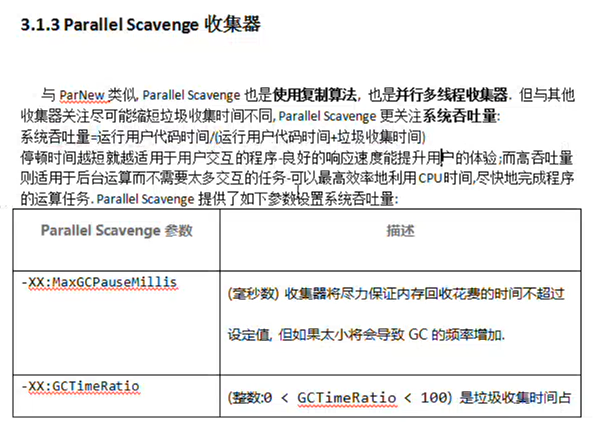 3.1.3 Parallel Scavenge 收集器
与 ParNew 类似, Parallel Scavenge 也是使用复制算法, 也是并行多线程收集器. 但与其他
收集器关注尽可能缩短垃圾收集时间不同, Parallel Scavenge 更关注系统吞吐量:
系统吞吐量=运行用户代码时间/(运行用户代码时间+垃圾收集时间)
停顿时间越短就越适用于用户交互的程序-良好的响应速度能提升用户的体验;而高吞吐量
则适用于后台运算而不需要太多交互的任务-可以最高效率地利用CPU时间,尽快地完成程序
的运算任务. Parallel Scavenge 提供了如下参数设置系统吞吐量:
Parallel Scavenge 参数 描述
-XX:MaxGCPauseMillis (毫秒数) 收集器将尽力保证内存回收花费的时间不超过
设定值, 但如果太小将会导致 GC 的频率增加.
-XX:GCTimeRatio (整数:0 < GCTimeRatio < 100) 是垃圾收集时间占